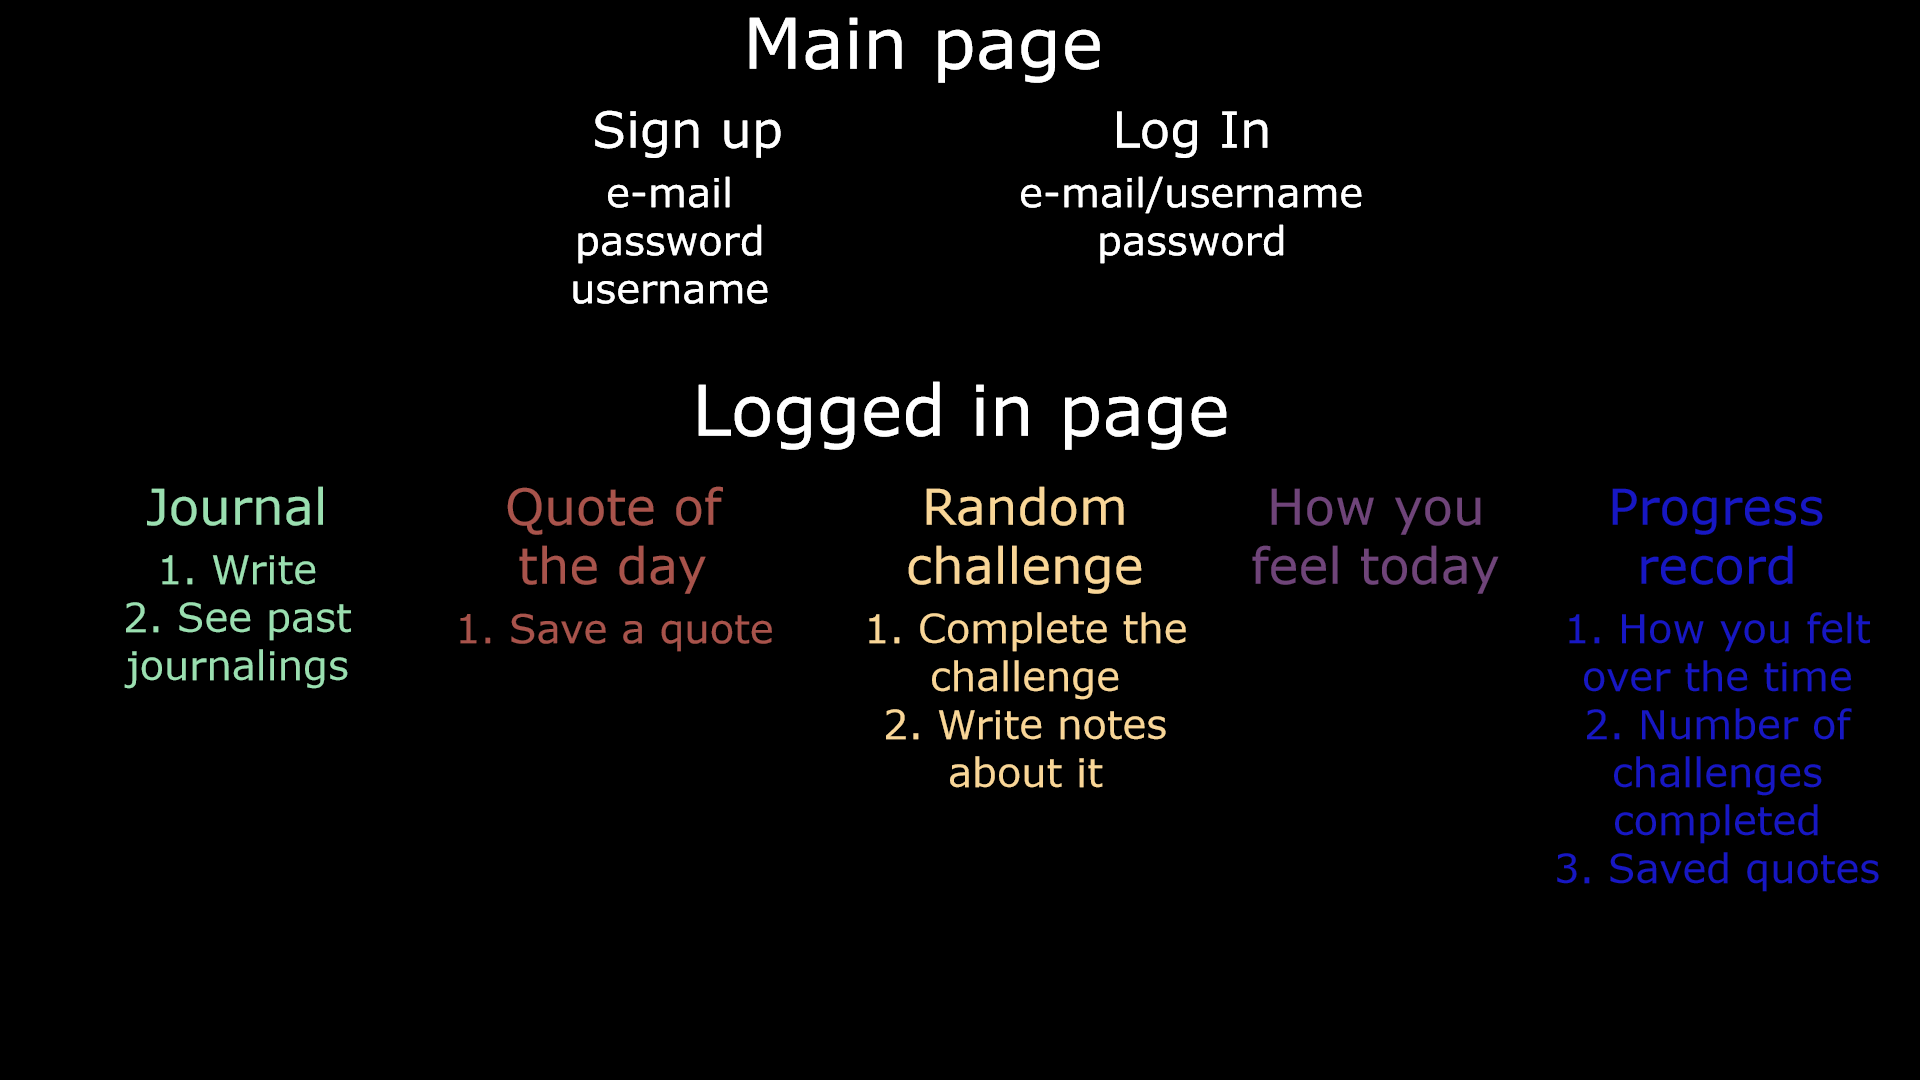 Main page
Sign up
e-mail
password
username
Log In
e-mail/username
password
Logged in page
Journal
1. Write
2. See past
journalings
Quote of
the day
1. Save a quote
Random
challenge
1. Complete the
challenge
2. Write notes
about it
How you
feel today
Progress
record
1. How you felt
over the time
2. Number of
challenges
completed
3. Saved quotes